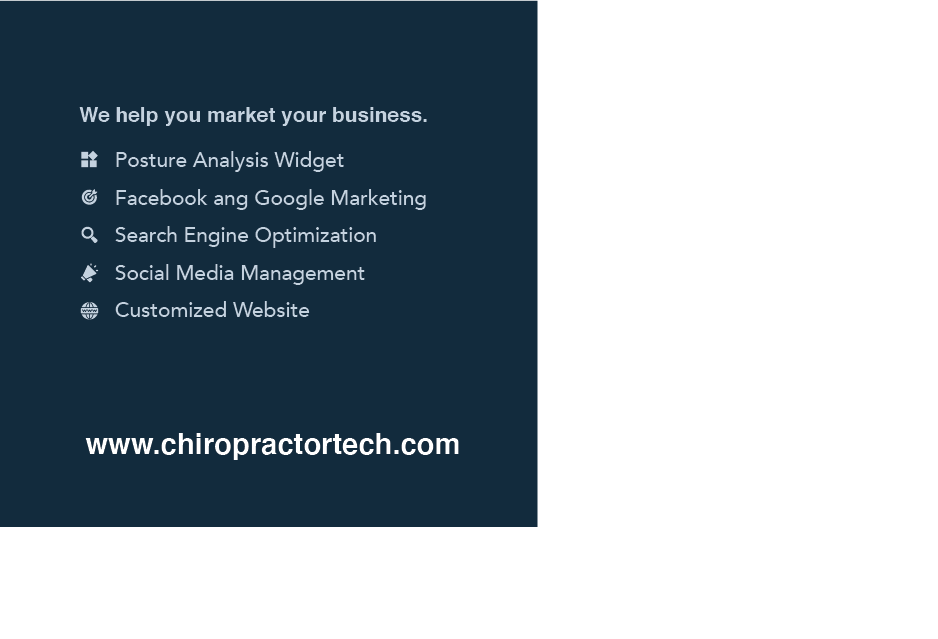 We help you market your business.
Posture Analysis Widget
Facebook ang Google Marketing
Search Engine Optimization
Social Media Management
Customized Website
www.chiropractortech.com